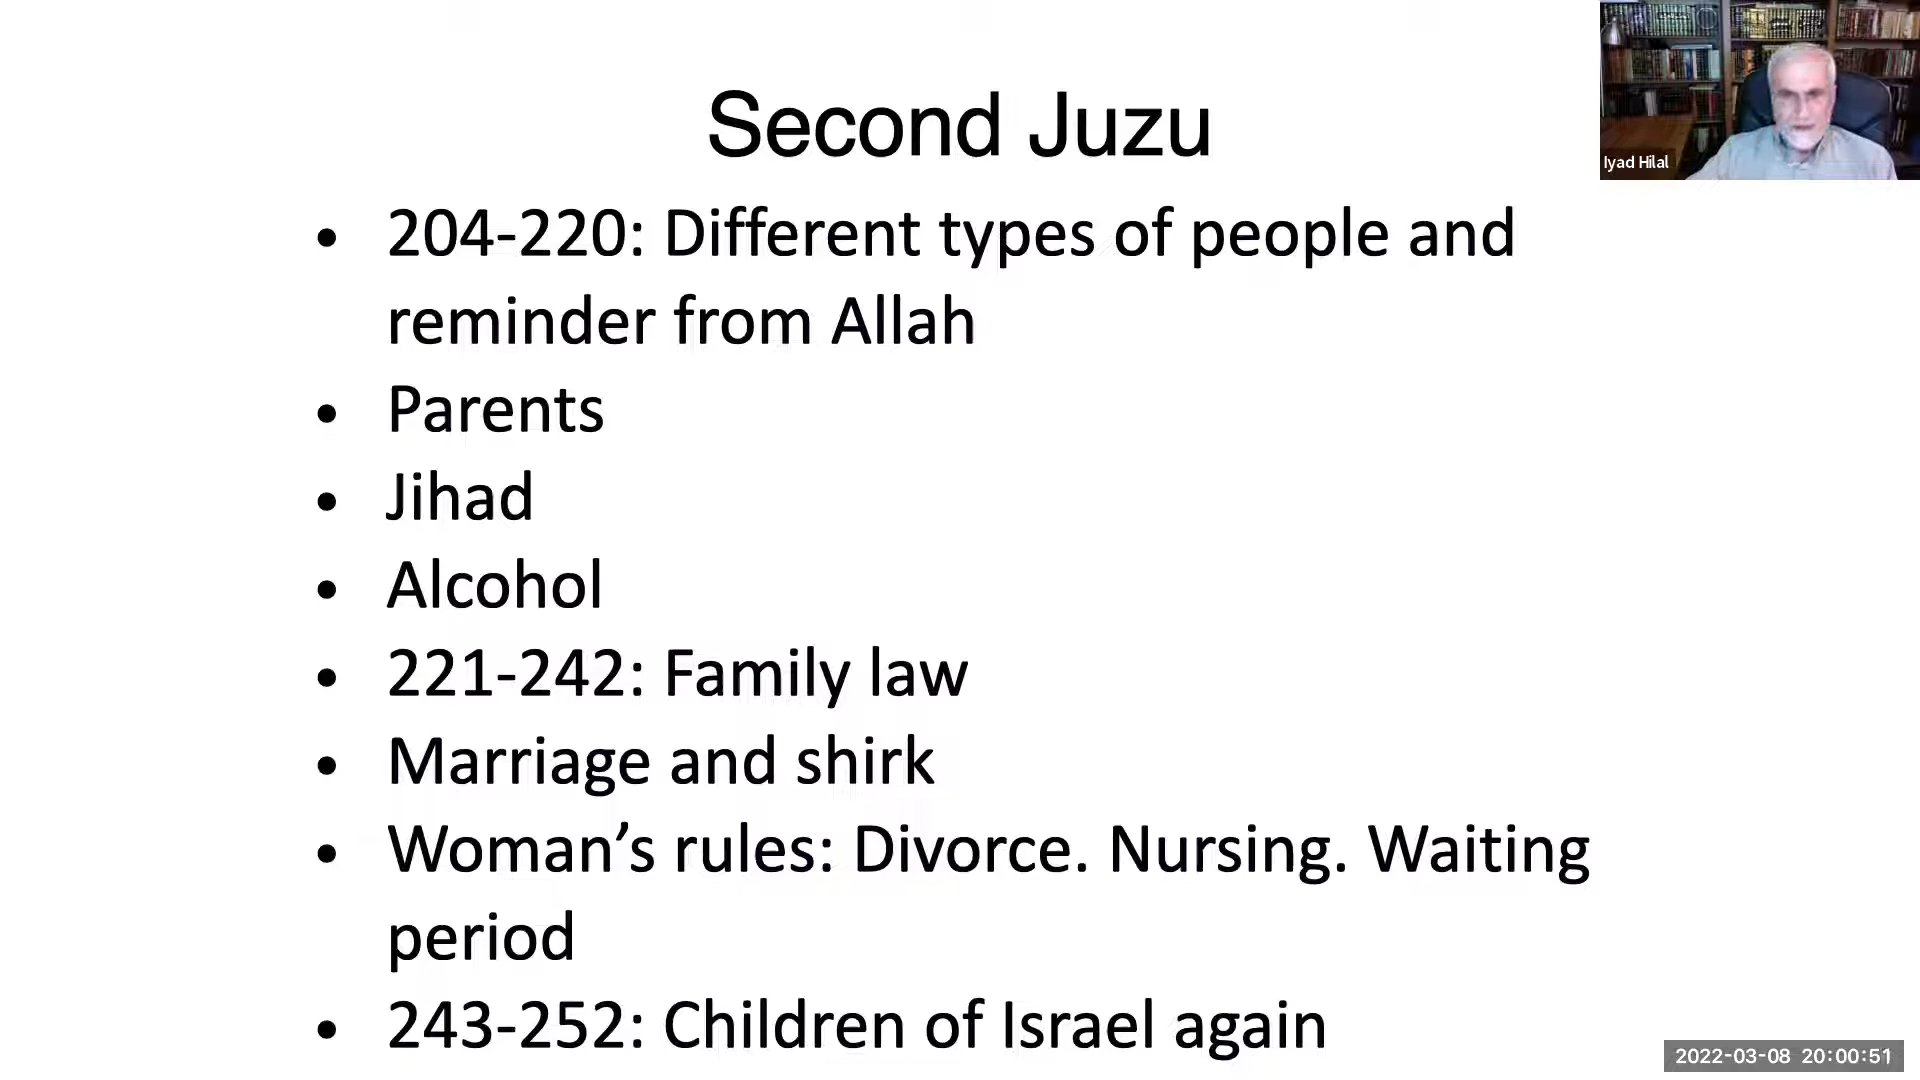 Second Juzu
Iyad Hilal
• 204-220: Different types of people and
reminder from Allah
• Parents
• Jihad
• Alcohol
• 221-242: Family law
• Marriage and shirk
• Woman’s rules: Divorce. Nursing. Waiting
period
• 243-252: Children of Israel again
2022-03-08 20:00:51